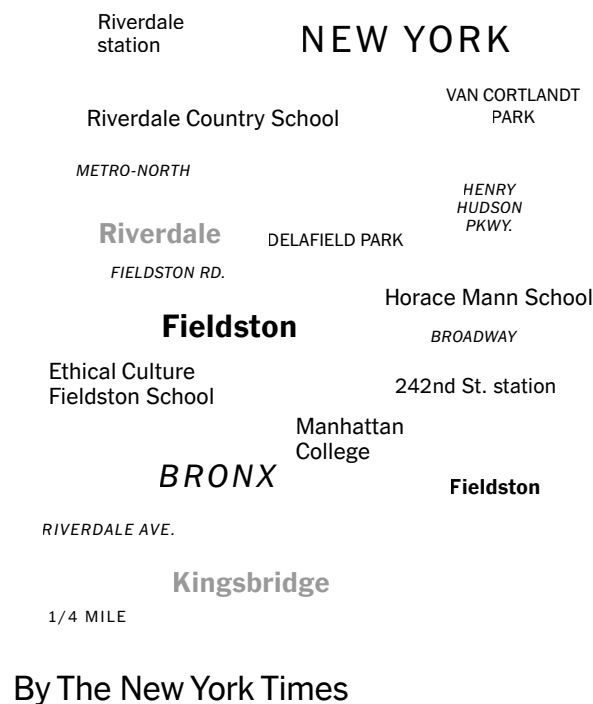 Riverdale
station
NEW YORK
VAN CORTLANDT
PARK
Riverdale Country School
METRO-NORTH
HENRY
HUDSON
PKWY.
Riverdale
DELAFIELD PARK
FIELDSTON RD.
Horace Mann School
Fieldston
BROADWAY
Ethical Culture
Fieldston School
242nd St. station
Manhattan
College
BRONX
Fieldston
RIVERDALE AVE.
Kingsbridge
1/4 MILE
By The New York Times